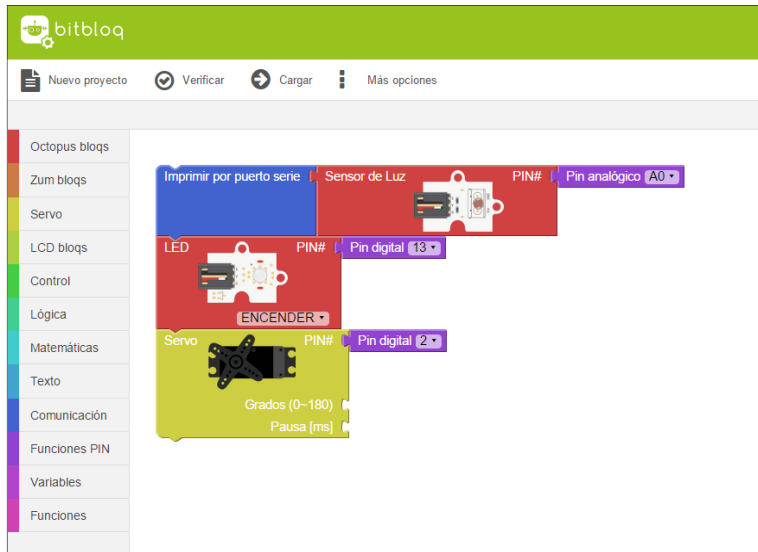 bitbloq
Nuevo proyecto Verificar Cargar Más opciones
Octopus bloqs
Zum bloqs
Servo
LCD bloqs
Control
Lógica
Matemáticas
Texto
Comunicación
Funciones PIN
Variables
Funciones
Imprimir por puerto serie Sensor de Luz PIN# Pin analógico A0
LED PIN# Pin digital 13
ENCENDER
Servo PIN# Pin digital 2
Grados (0~180)
Pausa [ms]